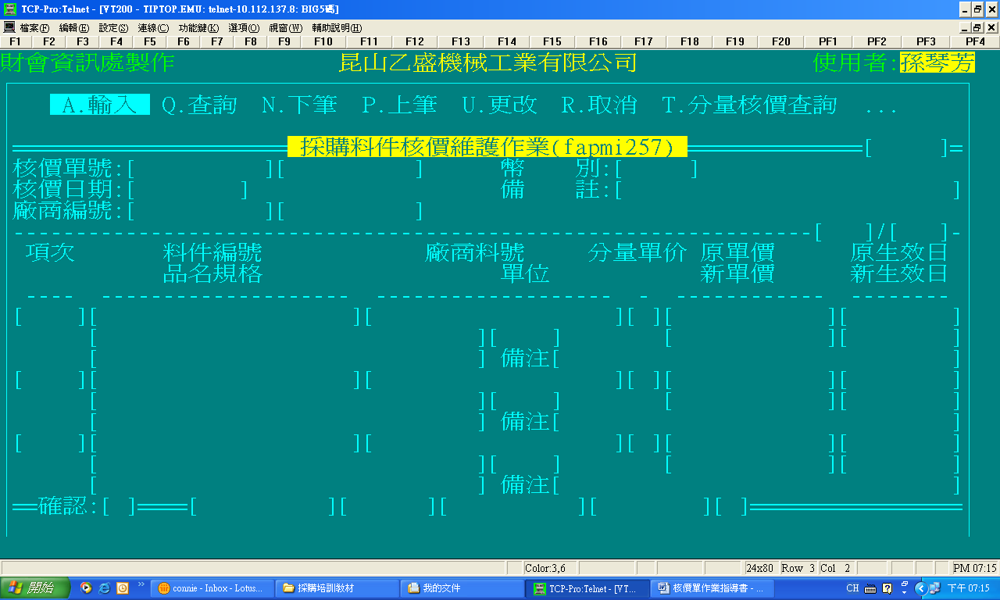 TCP-Pro:Telnet - [VT200 - TIPTOP.EMU: telnet-10.112.137.8: BIG5碼]
檔案(F) 編輯(E) 設定(S) 連線(C) 功能鍵(K) 選項(O) 視窗(W) 輔助說明(H)
F1 F2 F3 F4 F5 F6 F7 F8 F9 F10 F11 F12 F13 F14 F15 F16 F17 F18 F19 F20 PF1 PF2 PF3 PF4
財會資訊處製作 昆山乙盛機械工業有限公司 使用者:孫琴芳
A.輸入 Q.查詢 N.下筆 P.上筆 U.更改 R.取消 T.分量核價查詢 ...
採購料件核價維護作業(fapmi257) [ ]
核價單號:[ ][ ] 幣 別:[ ]
核價日期:[ ] 備 註:[ ]
廠商編號:[ ][ ]
[ ]/[ ]-
項次 料件編號 廠商料號 分量單价 原單價 原生效日
品名規格 單位 新單價 新生效日
---- -------------------- ------------------- - ------------ --------
[ ][ ][ ][ ][ ][ ]
[ ][ ] [ ][ ]
[ ] 備注[ ]
[ ][ ][ ][ ][ ][ ]
[ ][ ] [ ][ ]
[ ] 備注[ ]
[ ][ ][ ][ ][ ][ ]
[ ][ ] [ ][ ]
[ ] 備注[ ]
確認:[ ] [ ][ ][ ][ ][ ]
Color:3,6 24x80 Row 3 Col 2 PM 07:15
開始 connie - Inbox - Lotus... 採購培訓教材 我的文件 TCP-Pro:Telnet - [VT... 核價單作業指導書 - ... CH 下午 07:15